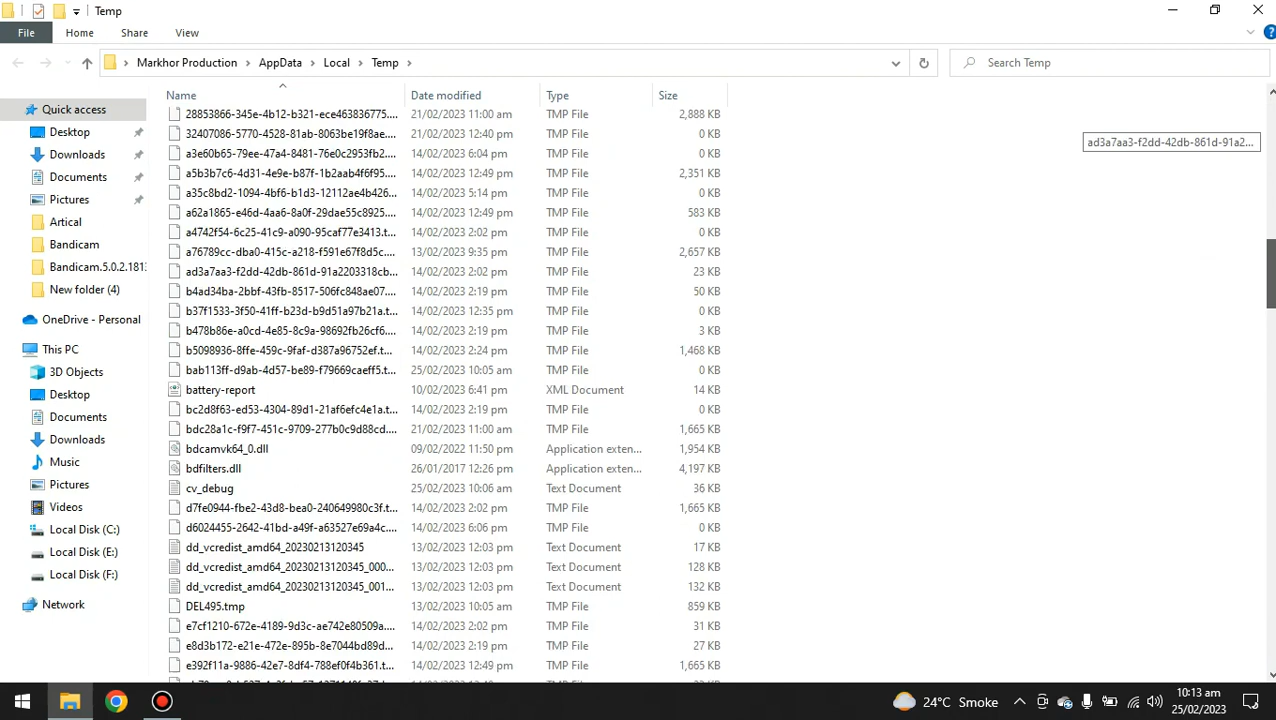 Temp
File Home Share View
Markhor Production > AppData > Local > Temp >
Search Temp
Name Date modified Type Size
Quick access
Desktop
Downloads
Documents
Pictures
Artical
Bandicam
Bandicam.5.0.2.181
New folder (4)
OneDrive - Personal
This PC
3D Objects
Desktop
Documents
Downloads
Music
Pictures
Videos
Local Disk (C:)
Local Disk (E:)
Local Disk (F:)
Network
28853866-345e-4b12-b321-ece463836775.... 21/02/2023 11:00 am TMP File 2,888 KB
32407086-5770-4528-81ab-8063be19f8ae.... 21/02/2023 12:40 pm TMP File 0 KB
a3e60b65-79ee-47a4-8481-76e0c2953fb2.... 14/02/2023 6:04 pm TMP File 0 KB
a5b3b7c6-4d31-4e9e-b87f-1b2aab4f6f95.... 14/02/2023 12:49 pm TMP File 2,351 KB
a35c8bd2-1094-4bf6-b1d3-12112ae4b426.... 14/02/2023 5:14 pm TMP File 0 KB
a62a1865-e46d-4aa6-8a0f-29dae55c8925.... 14/02/2023 12:49 pm TMP File 583 KB
a4742f54-6c25-41c9-a090-95caf77e3413.t... 14/02/2023 2:02 pm TMP File 0 KB
a76789cc-dba0-415c-a218-f591e67f8d5c.... 13/02/2023 9:35 pm TMP File 2,657 KB
ad3a7aa3-f2dd-42db-861d-91a2203318cb... 14/02/2023 2:02 pm TMP File 23 KB
b4ad34ba-2bbf-43fb-8517-506fc848ae07.... 14/02/2023 2:19 pm TMP File 50 KB
b37f1533-3f50-41ff-b23d-b9d51a97b21a.t... 14/02/2023 12:35 pm TMP File 0 KB
b478b86e-a0cd-4e85-8c9a-98692fb26cf6.... 14/02/2023 2:19 pm TMP File 3 KB
b5098936-8ffe-459c-9faf-d387a96752ef.t... 14/02/2023 2:24 pm TMP File 1,468 KB
bab113ff-d9ab-4d57-be89-f79669caeff5.t... 25/02/2023 10:05 am TMP File 0 KB
battery-report 10/02/2023 6:41 pm XML Document 14 KB
bc2d8f63-ed53-4304-89d1-21af6efc4e1a.t... 14/02/2023 2:19 pm TMP File 0 KB
bdc28a1c-f9f7-451c-9709-277b0c9d88cd.... 21/02/2023 11:00 am TMP File 1,665 KB
bdcamvk64_0.dll 09/02/2022 11:50 pm Application exten... 1,954 KB
bdfilters.dll 26/01/2017 12:26 pm Application exten... 4,197 KB
cv_debug 25/02/2023 10:06 am Text Document 36 KB
d7fe0944-fbe2-43d8-bea0-240649980c3f.t... 14/02/2023 2:02 pm TMP File 1,665 KB
d6024455-2642-41bd-a49f-a63527e69a4c.... 14/02/2023 6:06 pm TMP File 0 KB
dd_vcredist_amd64_20230213120345 13/02/2023 12:03 pm Text Document 17 KB
dd_vcredist_amd64_20230213120345_000... 13/02/2023 12:03 pm Text Document 128 KB
dd_vcredist_amd64_20230213120345_001... 13/02/2023 12:03 pm Text Document 132 KB
DEL495.tmp 13/02/2023 10:05 am TMP File 859 KB
e7cf1210-672e-4189-9d3c-ae742e80509a.... 14/02/2023 2:02 pm TMP File 31 KB
e8d3b172-e21e-472e-895b-8e7044bd89d... 14/02/2023 2:19 pm TMP File 27 KB
e392f11a-9886-42e7-8df4-788ef0f4b361.t... 14/02/2023 12:49 pm TMP File 1,665 KB
ad3a7aa3-f2dd-42db-861d-91a2...
24°C Smoke
10:13 am
25/02/2023